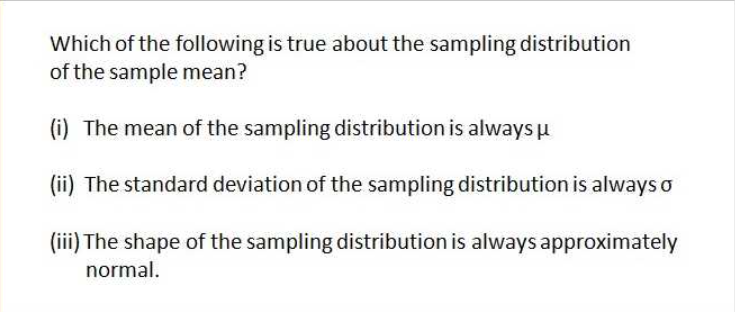 Which of the following is true about the sampling distribution
of the sample mean?
(i) The mean of the sampling distribution is always μ
(ii) The standard deviation of the sampling distribution is always σ
(iii) The shape of the sampling distribution is always approximately
normal.